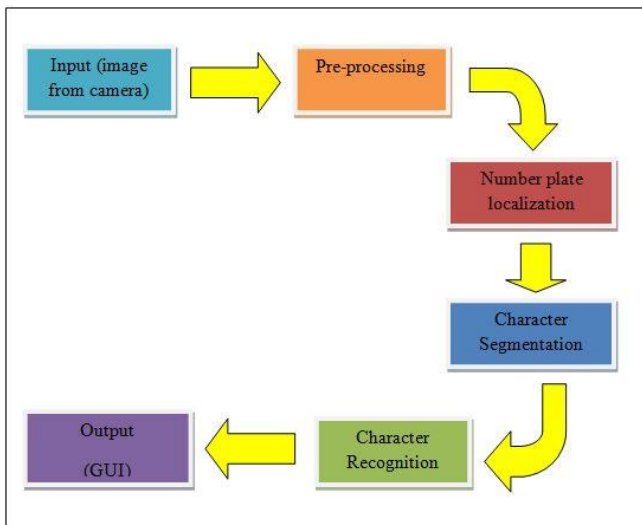 Input (image
from camera)
Pre-processing
Number plate
localization
Character
Segmentation
Character
Recognition
Output
(GUI)